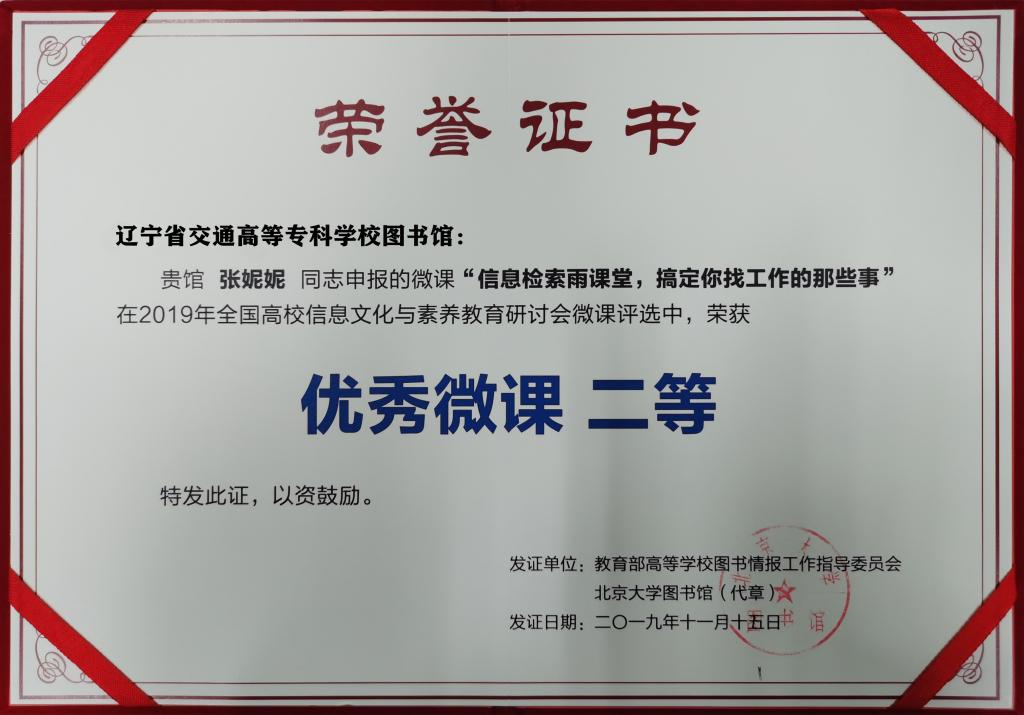 荣誉证书
辽宁省交通高等专科学校图书馆：
贵馆 张妮妮 同志申报的微课“信息检索雨课堂，搞定你找工作的那些事”
在2019年全国高校信息文化与素养教育研讨会微课评选中，荣获
优秀微课 二等
特发此证，以资鼓励。
发证单位：教育部高等学校图书情报工作指导委员会
北京大学图书馆（代章）
发证日期：二〇一九年十一月十五日
北京大学图书馆